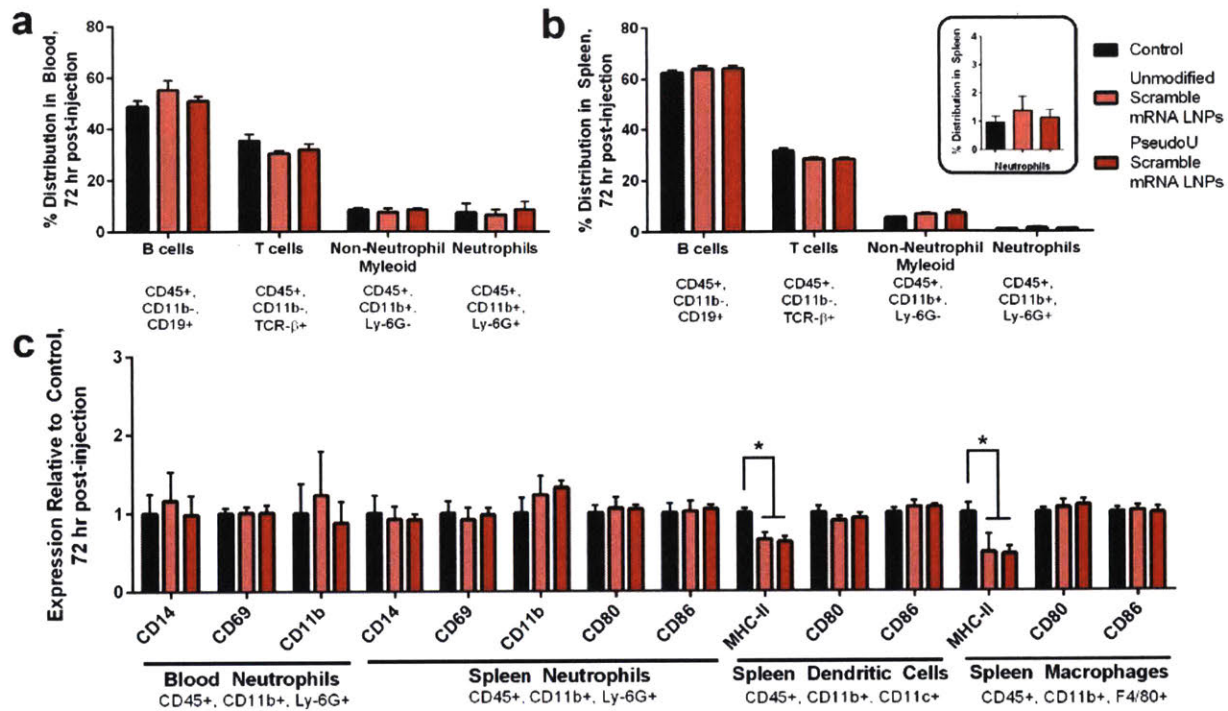 a
% Distribution in Blood,
72 hr post-injection
80
60
40
20
0
B cells
T cells
Non-Neutrophil
Myleoid
Neutrophils
CD45+,
CD11b-,
CD19+
CD45+,
CD11b-,
TCR-β+
CD45+,
CD11b+,
Ly-6G-
CD45+,
CD11b+,
Ly-6G+
b
% Distribution in Spleen,
72 hr post-injection
80
60
40
20
0
B cells
T cells
Non-Neutrophil
Myleoid
Neutrophils
CD45+,
CD11b-,
CD19+
CD45+,
CD11b-,
TCR-β+
CD45+,
CD11b+,
Ly-6G-
CD45+,
CD11b+,
Ly-6G+
% Distribution in Spleen
4
3
2
1
0
Neutrophils
Control
Unmodified
Scramble
mRNA LNPs
PseudoU
Scramble
mRNA LNPs
c
Expression Relative to Control,
72 hr post-injection
3
2
1
0
*
*
CD14
CD69
CD11b
CD14
CD69
CD11b
CD80
CD86
MHC-II
CD80
CD86
MHC-II
CD80
CD86
Blood Neutrophils
CD45+, CD11b+, Ly-6G+
Spleen Neutrophils
CD45+, CD11b+, Ly-6G+
Spleen Dendritic Cells
CD45+, CD11b+, CD11c+
Spleen Macrophages
CD45+, CD11b+, F4/80+